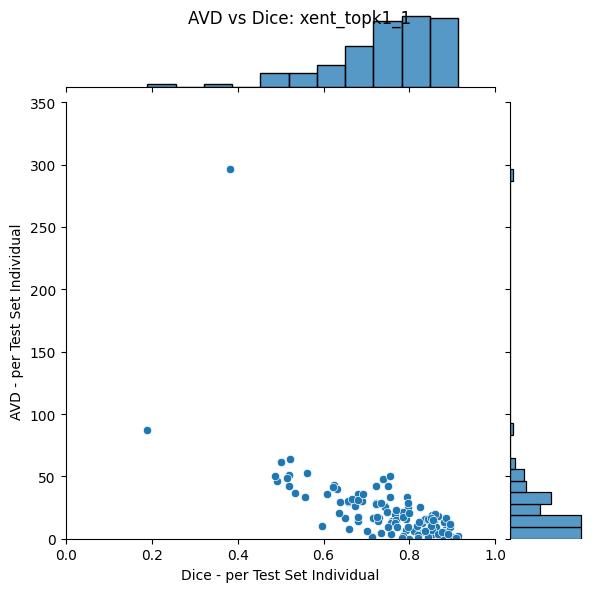 AVD vs Dice: xent_topk1_1
350
300
250
200
150
100
50
0
AVD - per Test Set Individual
0.0 0.2 0.4 0.6 0.8 1.0
Dice - per Test Set Individual